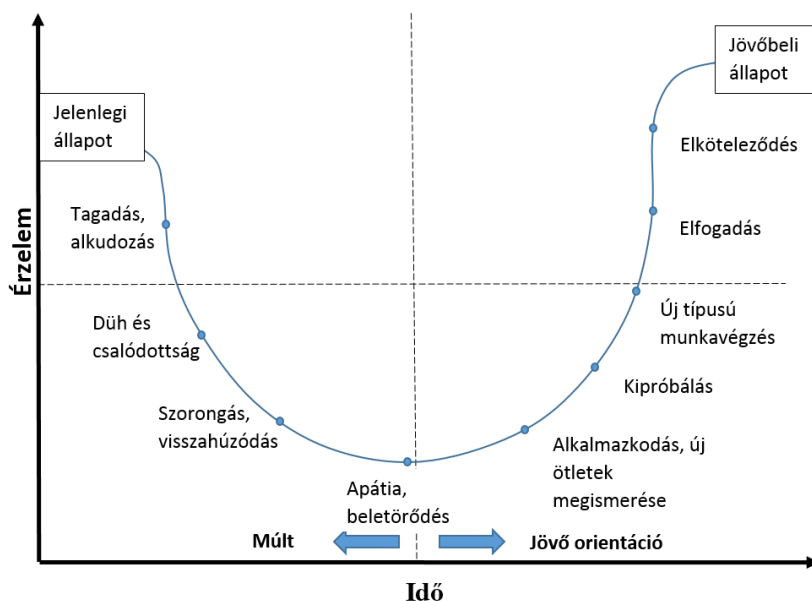 Jövőbeli
állapot
Jelenlegi
állapot
Elköteleződés
Tagadás,
alkudozás
Elfogadás
Érzelem
Düh és
csalódottság
Új típusú
munkavégzés
Kipróbálás
Szorongás,
visszahúzódás
Alkalmazkodás, új
ötletek
megismerése
Apátia,
beletörődés
Múlt
Jövő orientáció
Idő